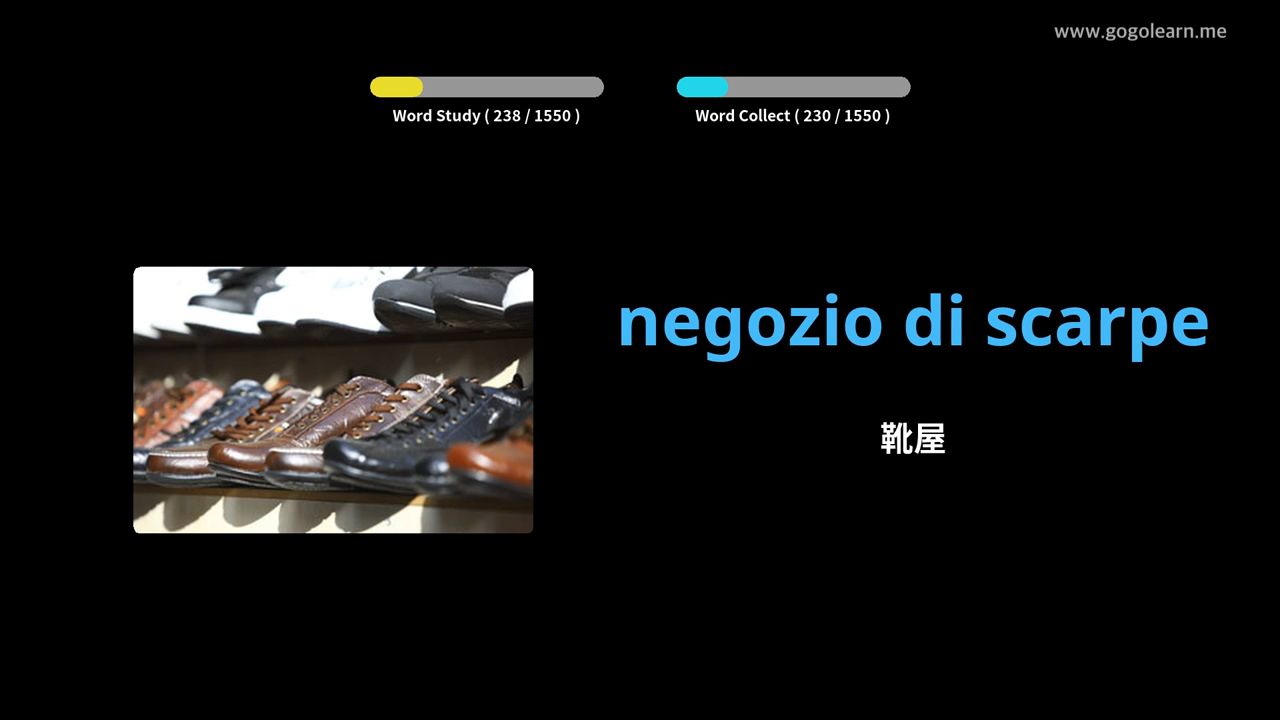 www.gogolearn.me
Word Study ( 238 / 1550 )
Word Collect ( 230 / 1550 )
negozio di scarpe
靴屋